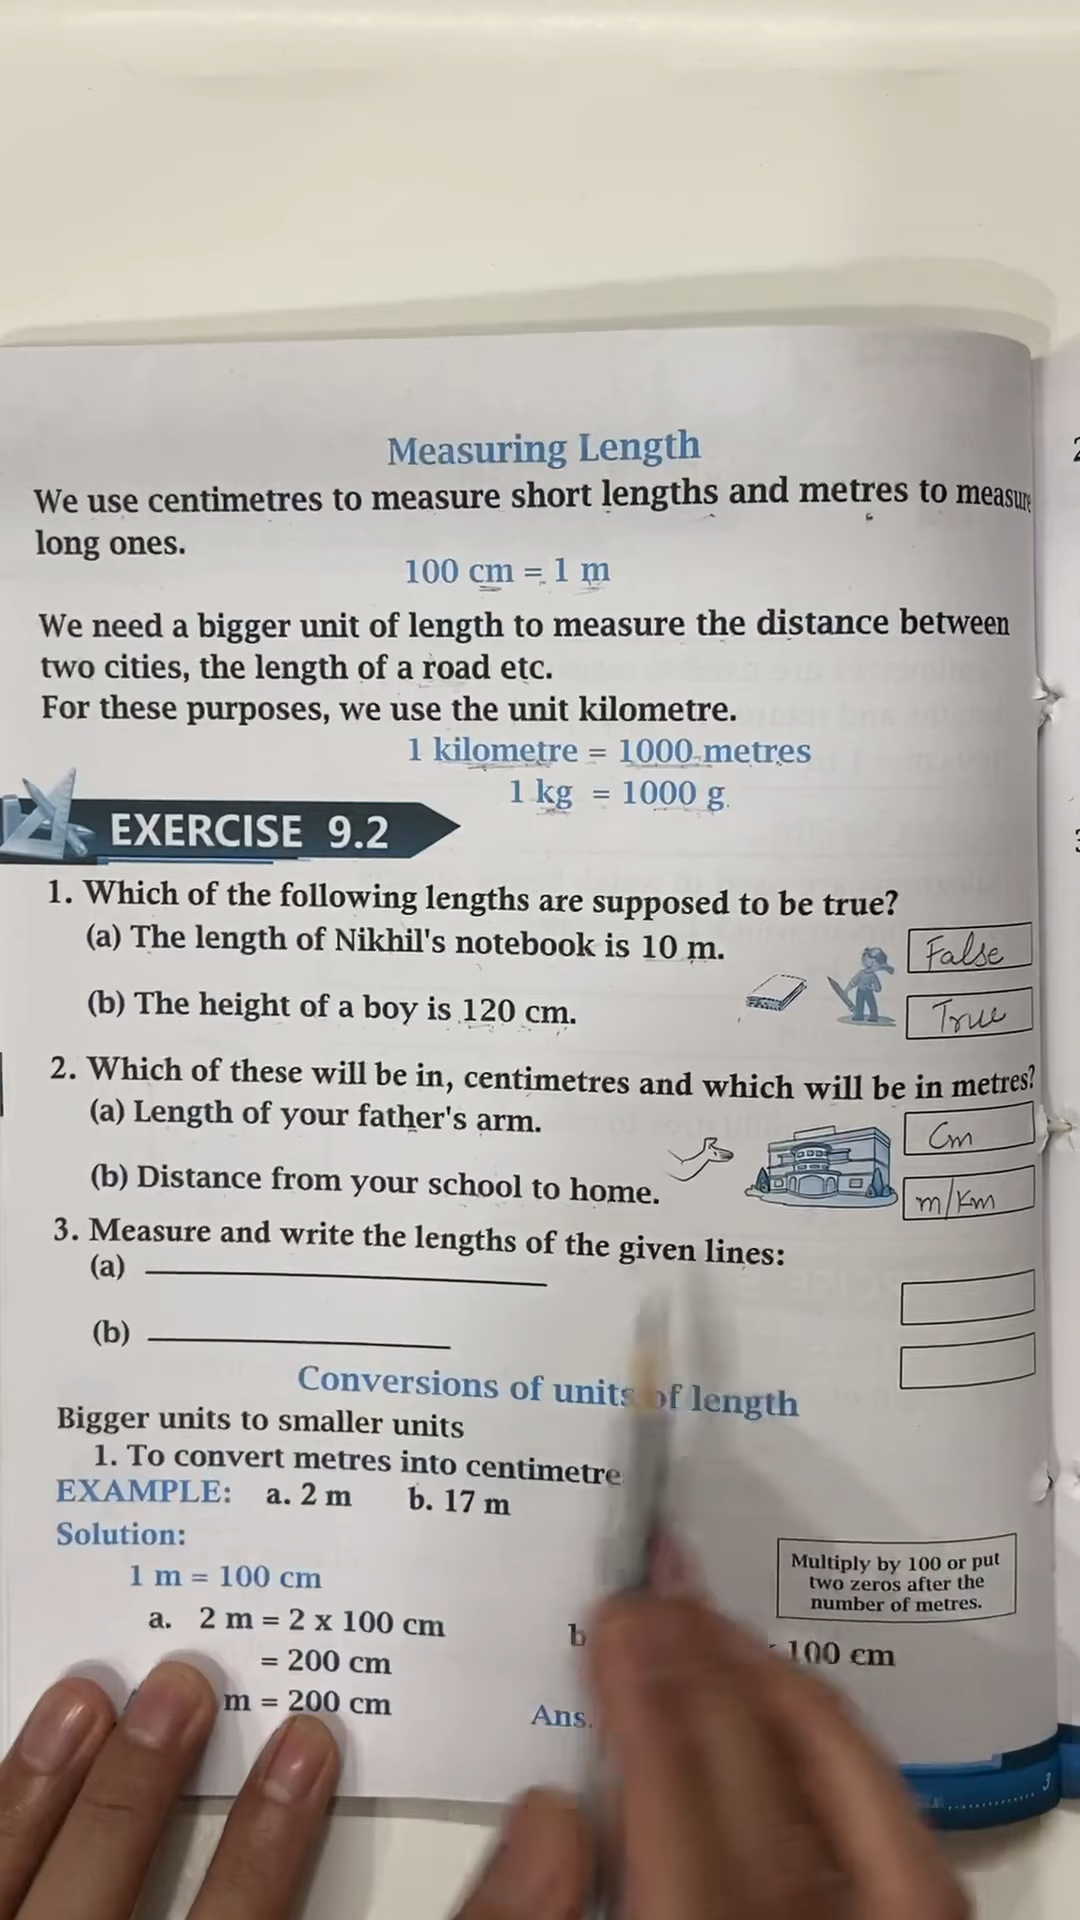 Measuring Length
We use centimetres to measure short lengths and metres to measure
long ones.
100 cm = 1 m
We need a bigger unit of length to measure the distance between
two cities, the length of a road etc.
For these purposes, we use the unit kilometre.
1 kilometre = 1000 metres
1 kg = 1000 g
EXERCISE 9.2
1. Which of the following lengths are supposed to be true?
(a) The length of Nikhil's notebook is 10 m.
False
(b) The height of a boy is 120 cm.
True
2. Which of these will be in, centimetres and which will be in metres?
(a) Length of your father's arm.
Cm
(b) Distance from your school to home.
m/Km
3. Measure and write the lengths of the given lines:
(a)
(b)
Conversions of units of length
Bigger units to smaller units
1. To convert metres into centimetre
EXAMPLE: a. 2 m b. 17 m
Solution:
1 m = 100 cm
Multiply by 100 or put
two zeros after the
number of metres.
a. 2 m = 2 x 100 cm
b
100 cm
= 200 cm
m = 200 cm
Ans.
3